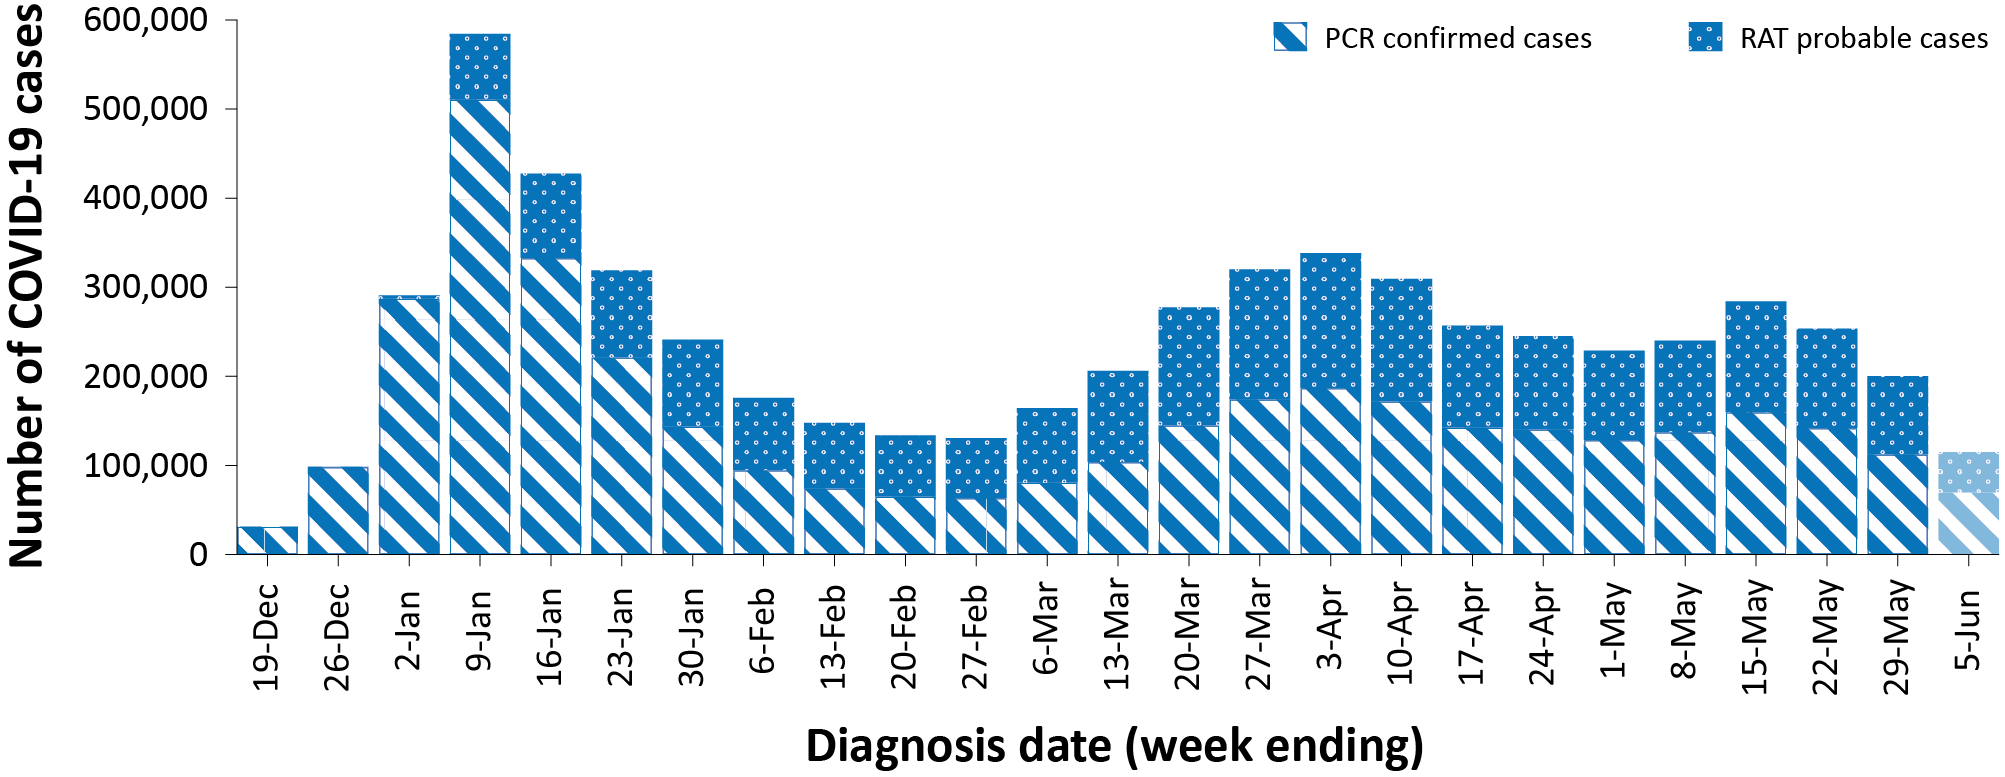 Number of COVID-19 cases
600,000
500,000
400,000
300,000
200,000
100,000
0
PCR confirmed cases
RAT probable cases
19-Dec
26-Dec
2-Jan
9-Jan
16-Jan
23-Jan
30-Jan
6-Feb
13-Feb
20-Feb
27-Feb
6-Mar
13-Mar
20-Mar
27-Mar
3-Apr
10-Apr
17-Apr
24-Apr
1-May
8-May
15-May
22-May
29-May
5-Jun
Diagnosis date (week ending)